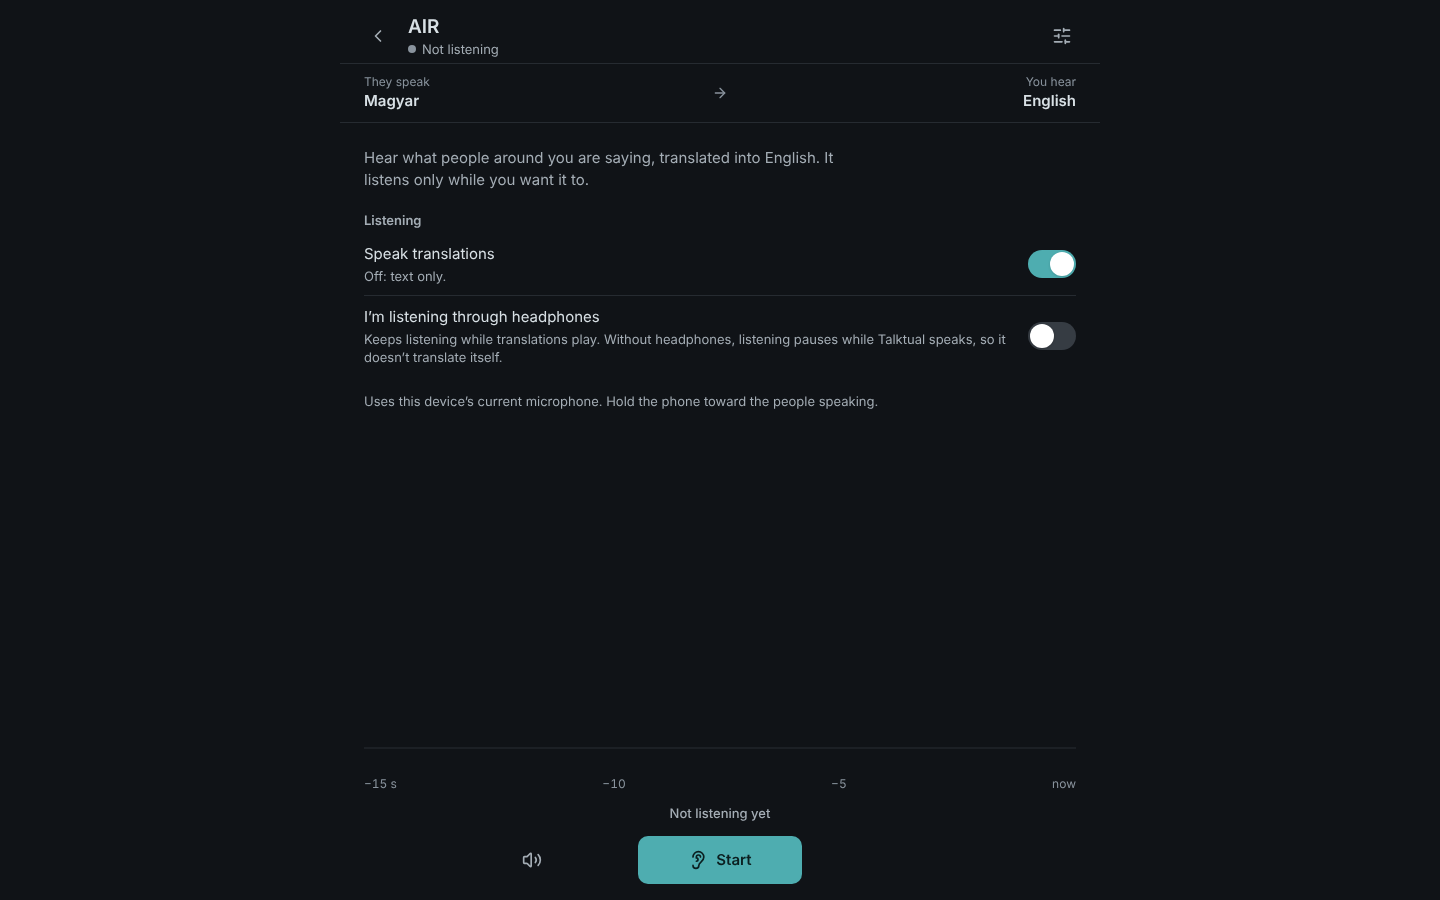 AIR
Not listening
They speak
Magyar
You hear
English
Hear what people around you are saying, translated into English. It
listens only while you want it to.
Listening
Speak translations
Off: text only.
I’m listening through headphones
Keeps listening while translations play. Without headphones, listening pauses while Talktual speaks, so it
doesn’t translate itself.
Uses this device’s current microphone. Hold the phone toward the people speaking.
−15 s
−10
−5
now
Not listening yet
Start